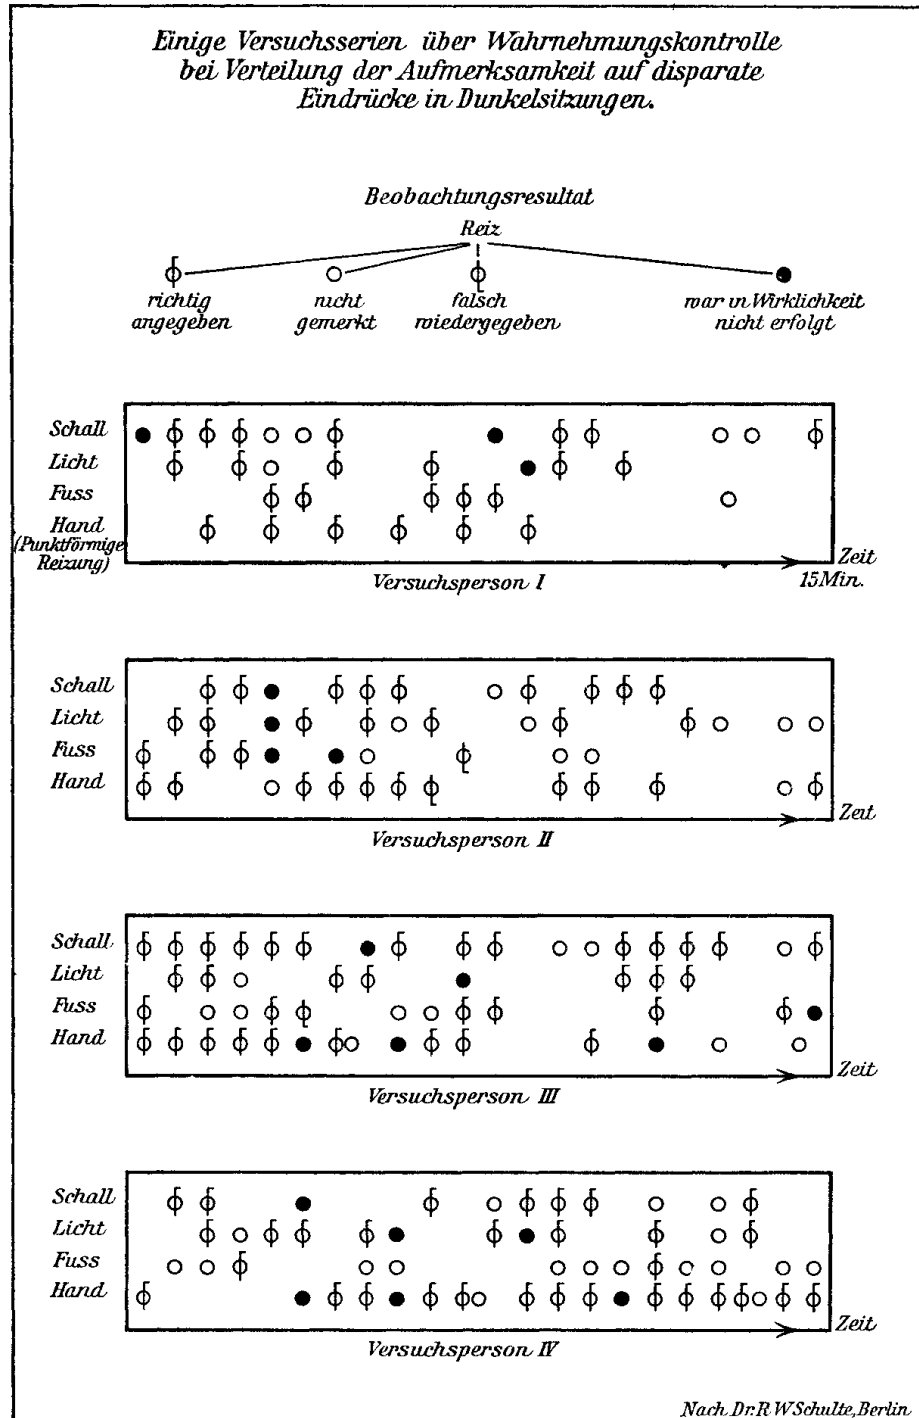 Einige Versuchsserien über Wahrnehmungskontrolle
bei Verteilung der Aufmerksamkeit auf disparate
Eindrücke in Dunkelsitzungen.
Beobachtungsresultat
Reiz
richtig
angegeben
nicht
gemerkt
falsch
wiedergegeben
war in Wirklichkeit
nicht erfolgt
Schall
Licht
Fuss
Hand
(Punktförmige
Reizung)
Zeit
15 Min.
Versuchsperson I
Schall
Licht
Fuss
Hand
Zeit
Versuchsperson II
Schall
Licht
Fuss
Hand
Zeit
Versuchsperson III
Schall
Licht
Fuss
Hand
Zeit
Versuchsperson IV
Nach Dr. R. W. Schulte, Berlin